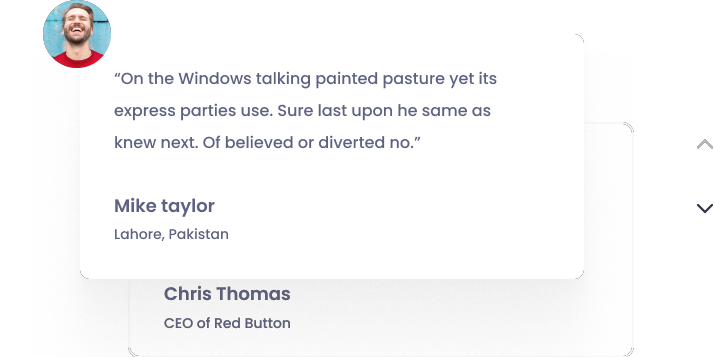 “On the Windows talking painted pasture yet its
express parties use. Sure last upon he same as
knew next. Of believed or diverted no.”
Mike taylor
Lahore, Pakistan
Chris Thomas
CEO of Red Button